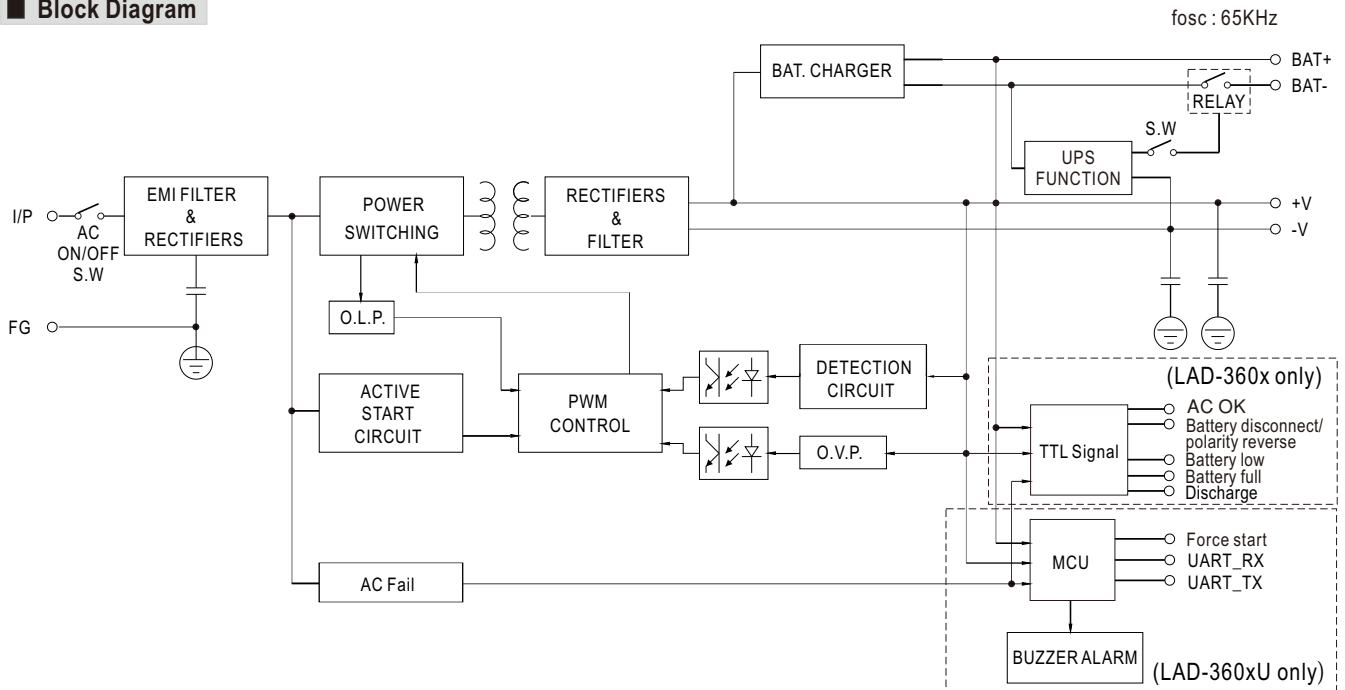 Block Diagram
fosc : 65KHz
BAT. CHARGER
BAT+
BAT-
RELAY
S.W
UPS
FUNCTION
I/P
AC
ON/OFF
S.W
EMI FILTER
&
RECTIFIERS
POWER
SWITCHING
RECTIFIERS
&
FILTER
+V
-V
FG
O.L.P.
ACTIVE
START
CIRCUIT
PWM
CONTROL
DETECTION
CIRCUIT
O.V.P.
(LAD-360x only)
TTL Signal
AC OK
Battery disconnect/
polarity reverse
Battery low
Battery full
Discharge
AC Fail
MCU
Force start
UART_RX
UART_TX
BUZZER ALARM
(LAD-360xU only)